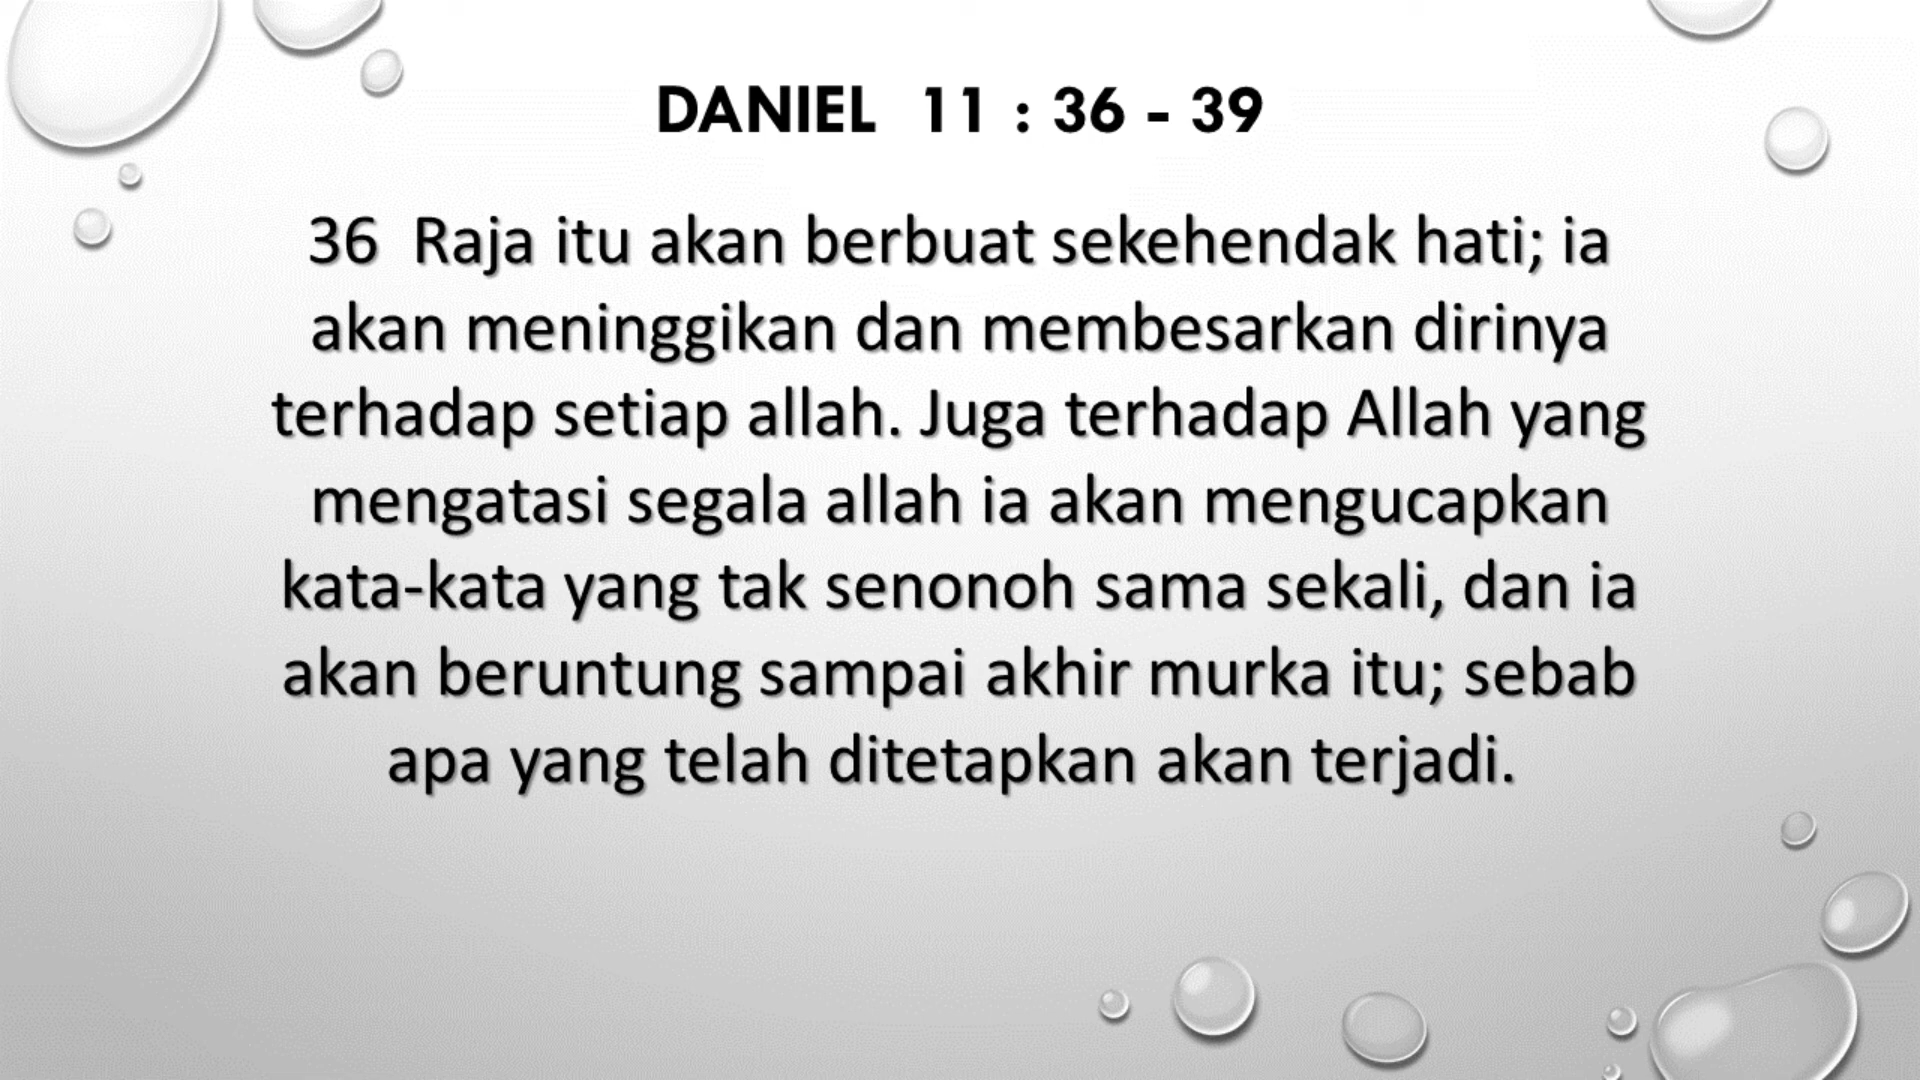 DANIEL 11 : 36 - 39
36 Raja itu akan berbuat sekehendak hati; ia
akan meninggikan dan membesarkan dirinya
terhadap setiap allah. Juga terhadap Allah yang
mengatasi segala allah ia akan mengucapkan
kata-kata yang tak senonoh sama sekali, dan ia
akan beruntung sampai akhir murka itu; sebab
apa yang telah ditetapkan akan terjadi.